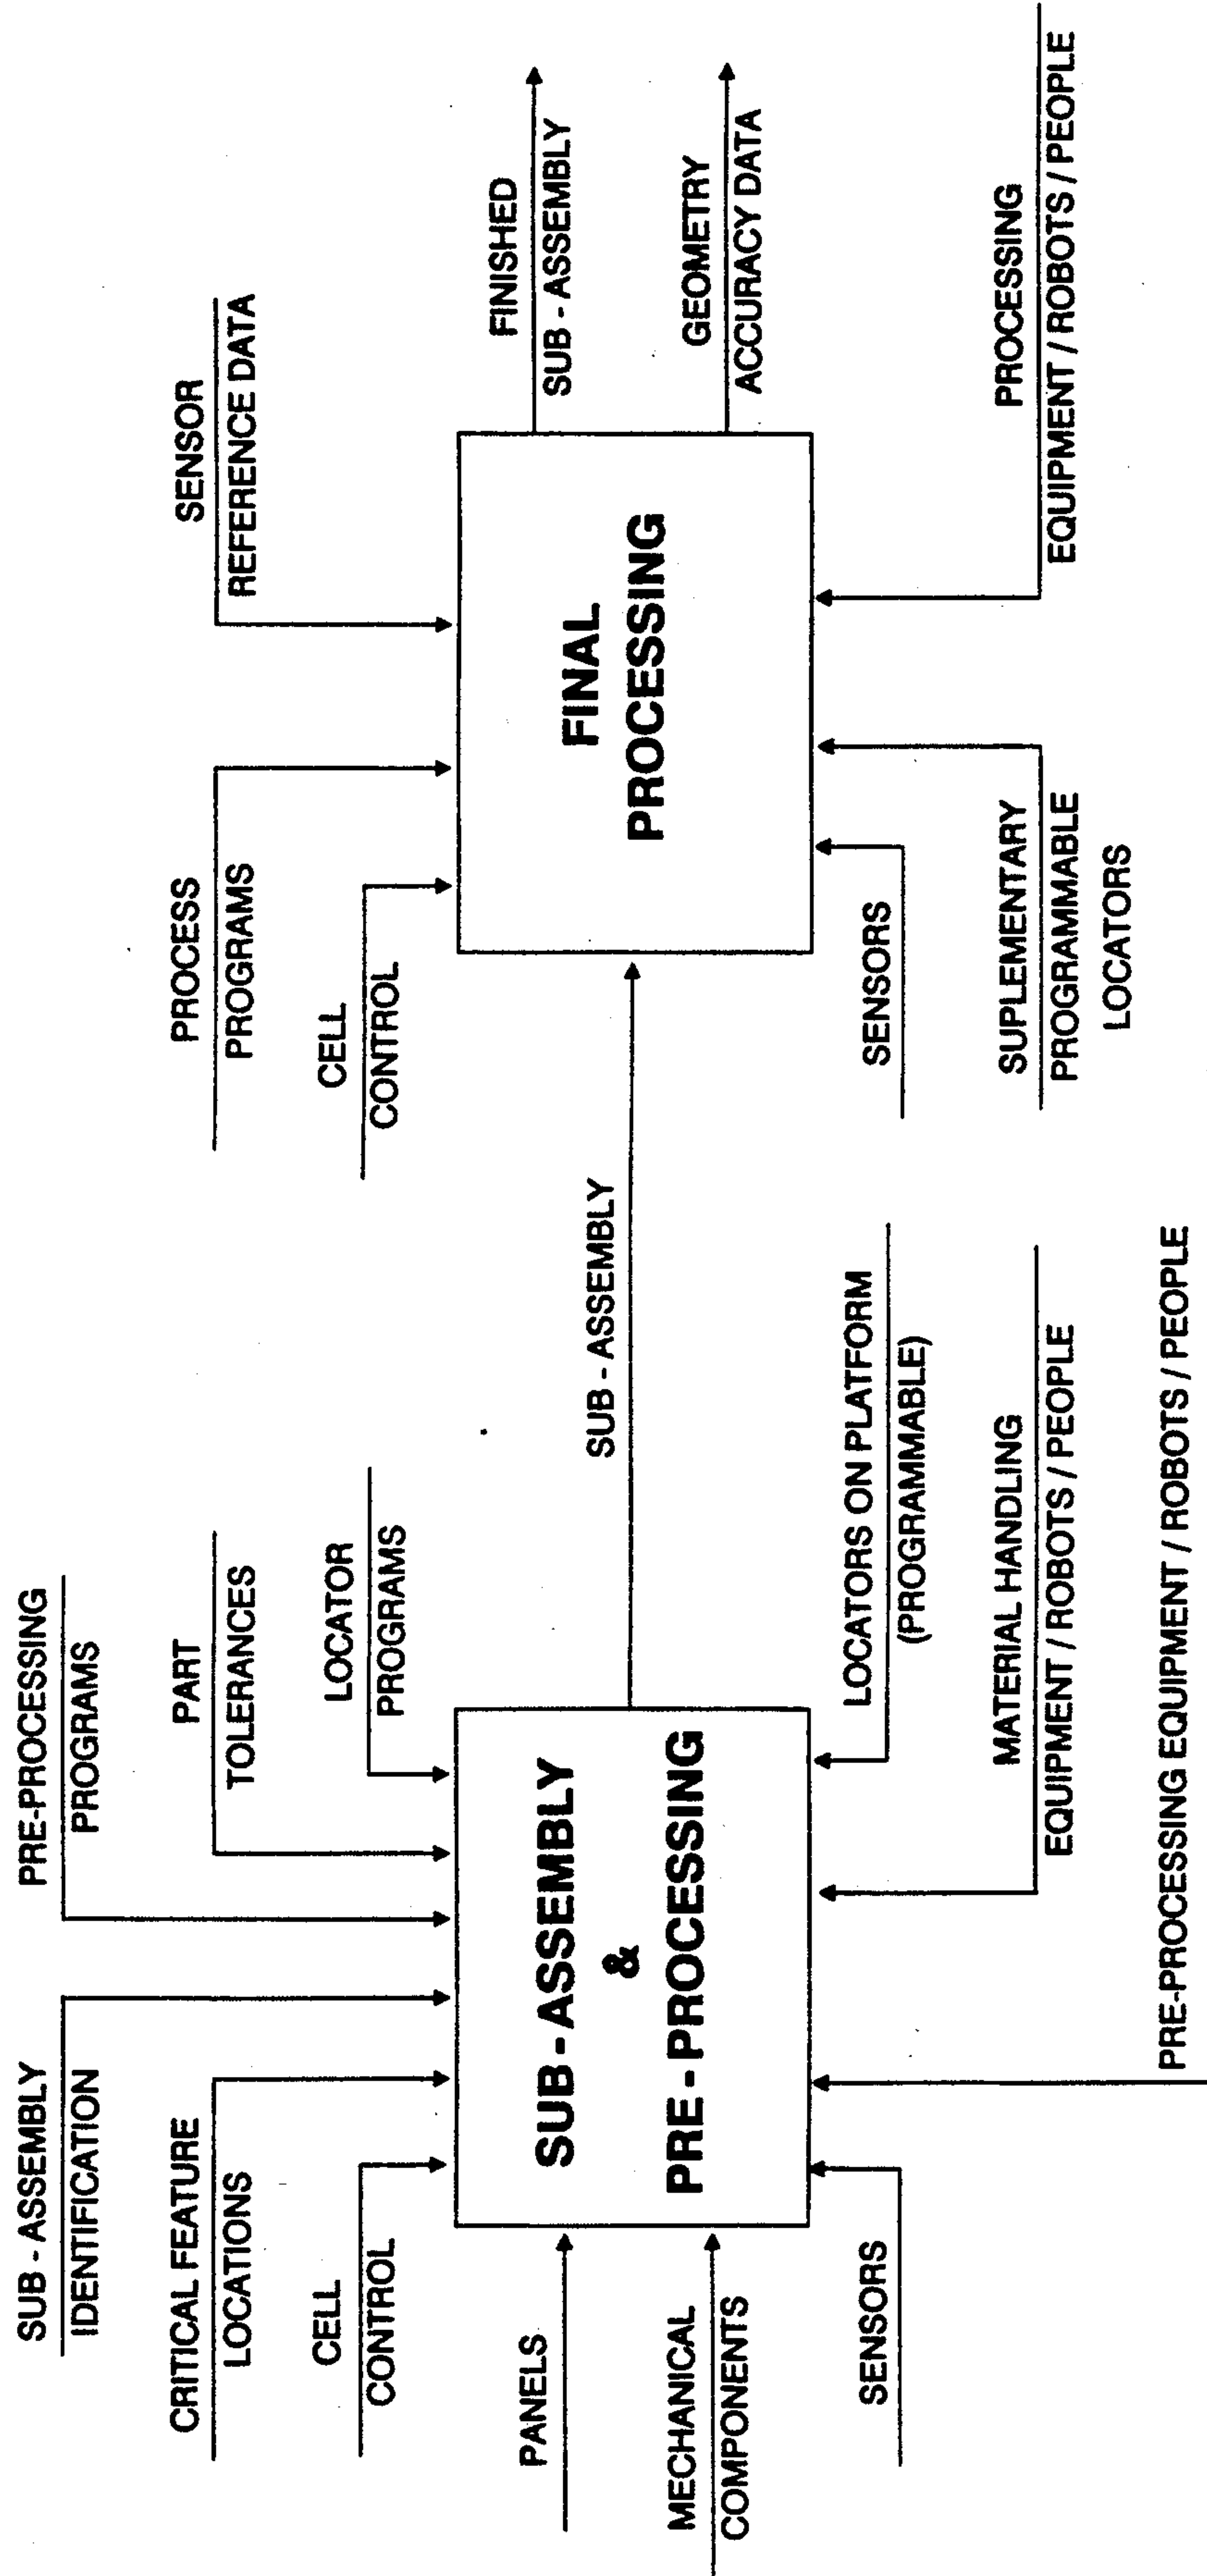 SUB - ASSEMBLY
IDENTIFICATION
PRE-PROCESSING
PROGRAMS
CRITICAL FEATURE
LOCATIONS
PART
TOLERANCES
CELL
CONTROL
LOCATOR
PROGRAMS
PANELS
MECHANICAL
COMPONENTS
SUB - ASSEMBLY
&
PRE - PROCESSING
SENSORS
LOCATORS ON PLATFORM
(PROGRAMMABLE)
MATERIAL HANDLING
EQUIPMENT / ROBOTS / PEOPLE
PRE-PROCESSING EQUIPMENT / ROBOTS / PEOPLE
SUB - ASSEMBLY
PROCESS
PROGRAMS
SENSOR
REFERENCE DATA
CELL
CONTROL
FINAL
PROCESSING
FINISHED
SUB - ASSEMBLY
GEOMETRY
ACCURACY DATA
SENSORS
SUPLEMENTARY
PROGRAMMABLE
LOCATORS
PROCESSING
EQUIPMENT / ROBOTS / PEOPLE